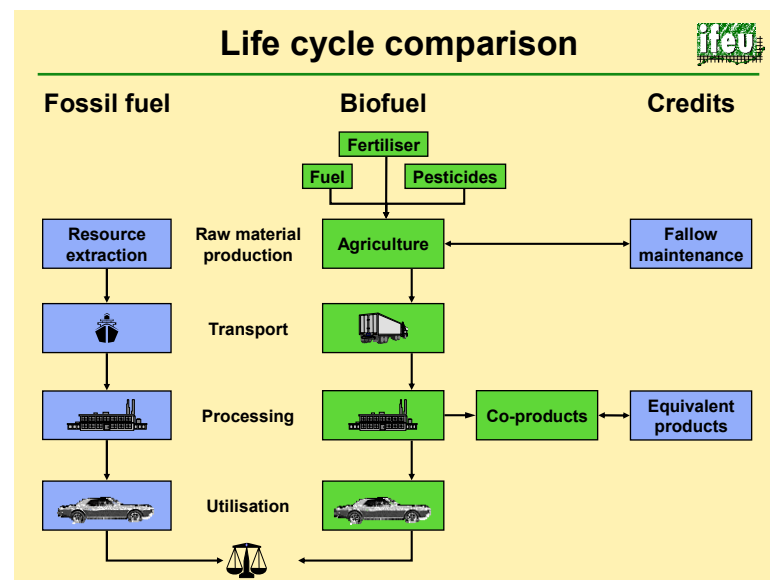 Life cycle comparison
ifeu
Fossil fuel
Biofuel
Credits
Fertiliser
Fuel
Pesticides
Resource
extraction
Raw material
production
Agriculture
Fallow
maintenance
Transport
Processing
Co-products
Equivalent
products
Utilisation